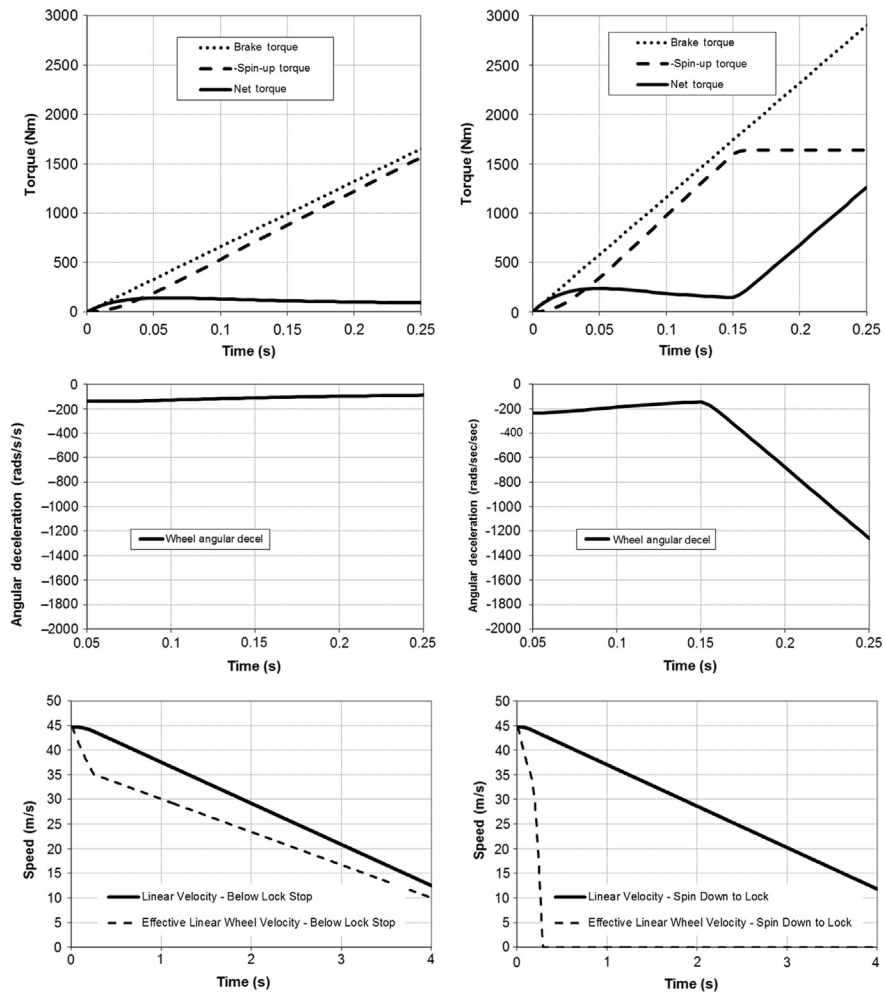 3000
2500
2000
1500
1000
500
0
Torque (Nm)
Brake torque
-Spin-up torque
Net torque
0 0.05 0.1 0.15 0.2 0.25
Time (s)
3000
2500
2000
1500
1000
500
0
Torque (Nm)
Brake torque
-Spin-up torque
Net torque
0 0.05 0.1 0.15 0.2 0.25
Time (s)
0
–200
–400
–600
–800
–1000
–1200
–1400
–1600
–1800
–2000
Angular deceleration (rads/s/s)
Wheel angular decel
0.05 0.1 0.15 0.2 0.25
Time (s)
0
-200
-400
-600
-800
-1000
-1200
-1400
-1600
-1800
-2000
Angular deceleration (rads/sec/sec)
Wheel angular decel
0.05 0.1 0.15 0.2 0.25
Time (s)
50
45
40
35
30
25
20
15
10
5
0
Speed (m/s)
Linear Velocity - Below Lock Stop
Effective Linear Wheel Velocity - Below Lock Stop
0 1 2 3 4
Time (s)
50
45
40
35
30
25
20
15
10
5
0
Speed (m/s)
Linear Velocity - Spin Down to Lock
Effective Linear Wheel Velocity - Spin Down to Lock
0 1 2 3 4
Time (s)